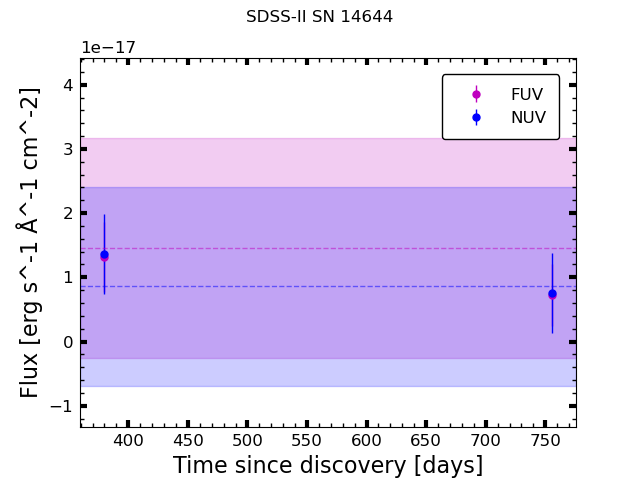 SDSS-II SN 14644
1e−17
FUV
NUV
4
3
2
1
0
−1
Flux [erg s^-1 Å^-1 cm^-2]
400 450 500 550 600 650 700 750
Time since discovery [days]